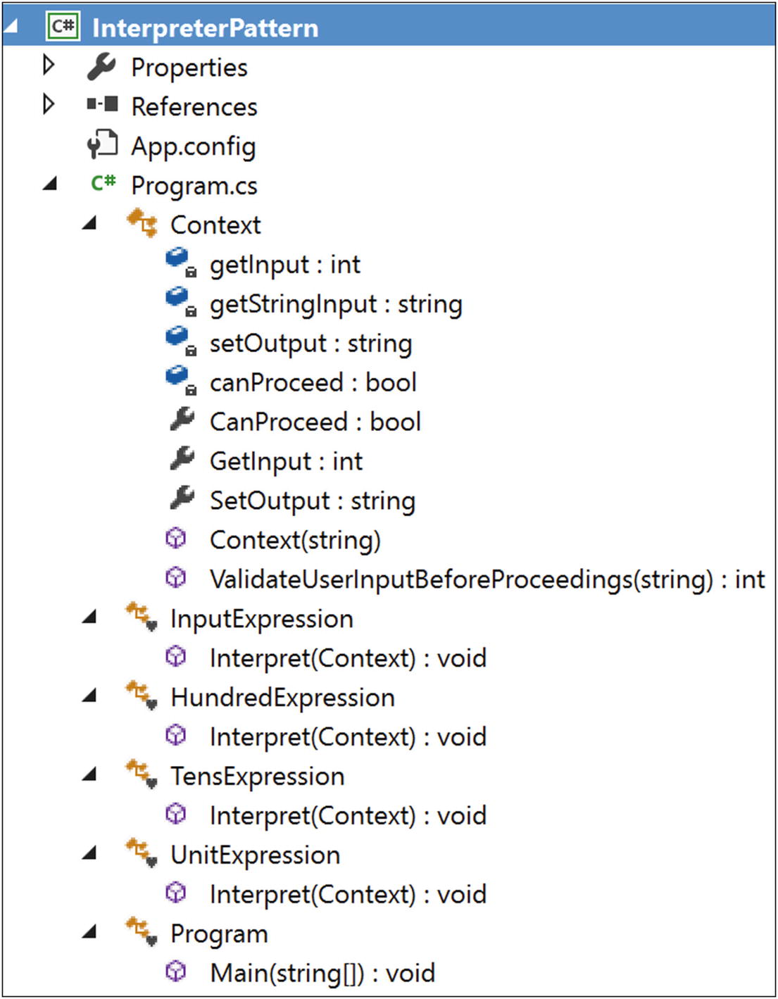 C# InterpreterPattern
Properties
References
App.config
C# Program.cs
Context
getInput : int
getStringInput : string
setOutput : string
canProceed : bool
CanProceed : bool
GetInput : int
SetOutput : string
Context(string)
ValidateUserInputBeforeProceedings(string) : int
InputExpression
Interpret(Context) : void
HundredExpression
Interpret(Context) : void
TensExpression
Interpret(Context) : void
UnitExpression
Interpret(Context) : void
Program
Main(string[]) : void